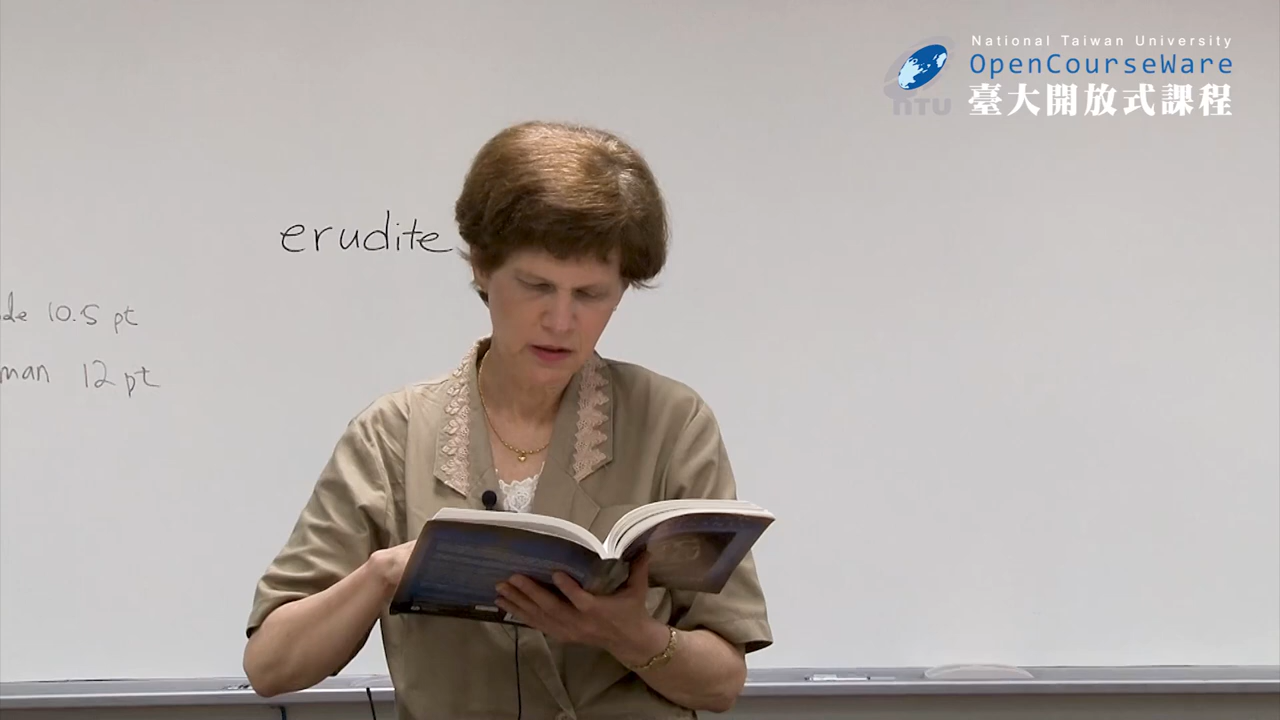 National Taiwan University
OpenCourseWare
臺大開放式課程
NTU
erudite
de 10.5 pt
man 12 pt